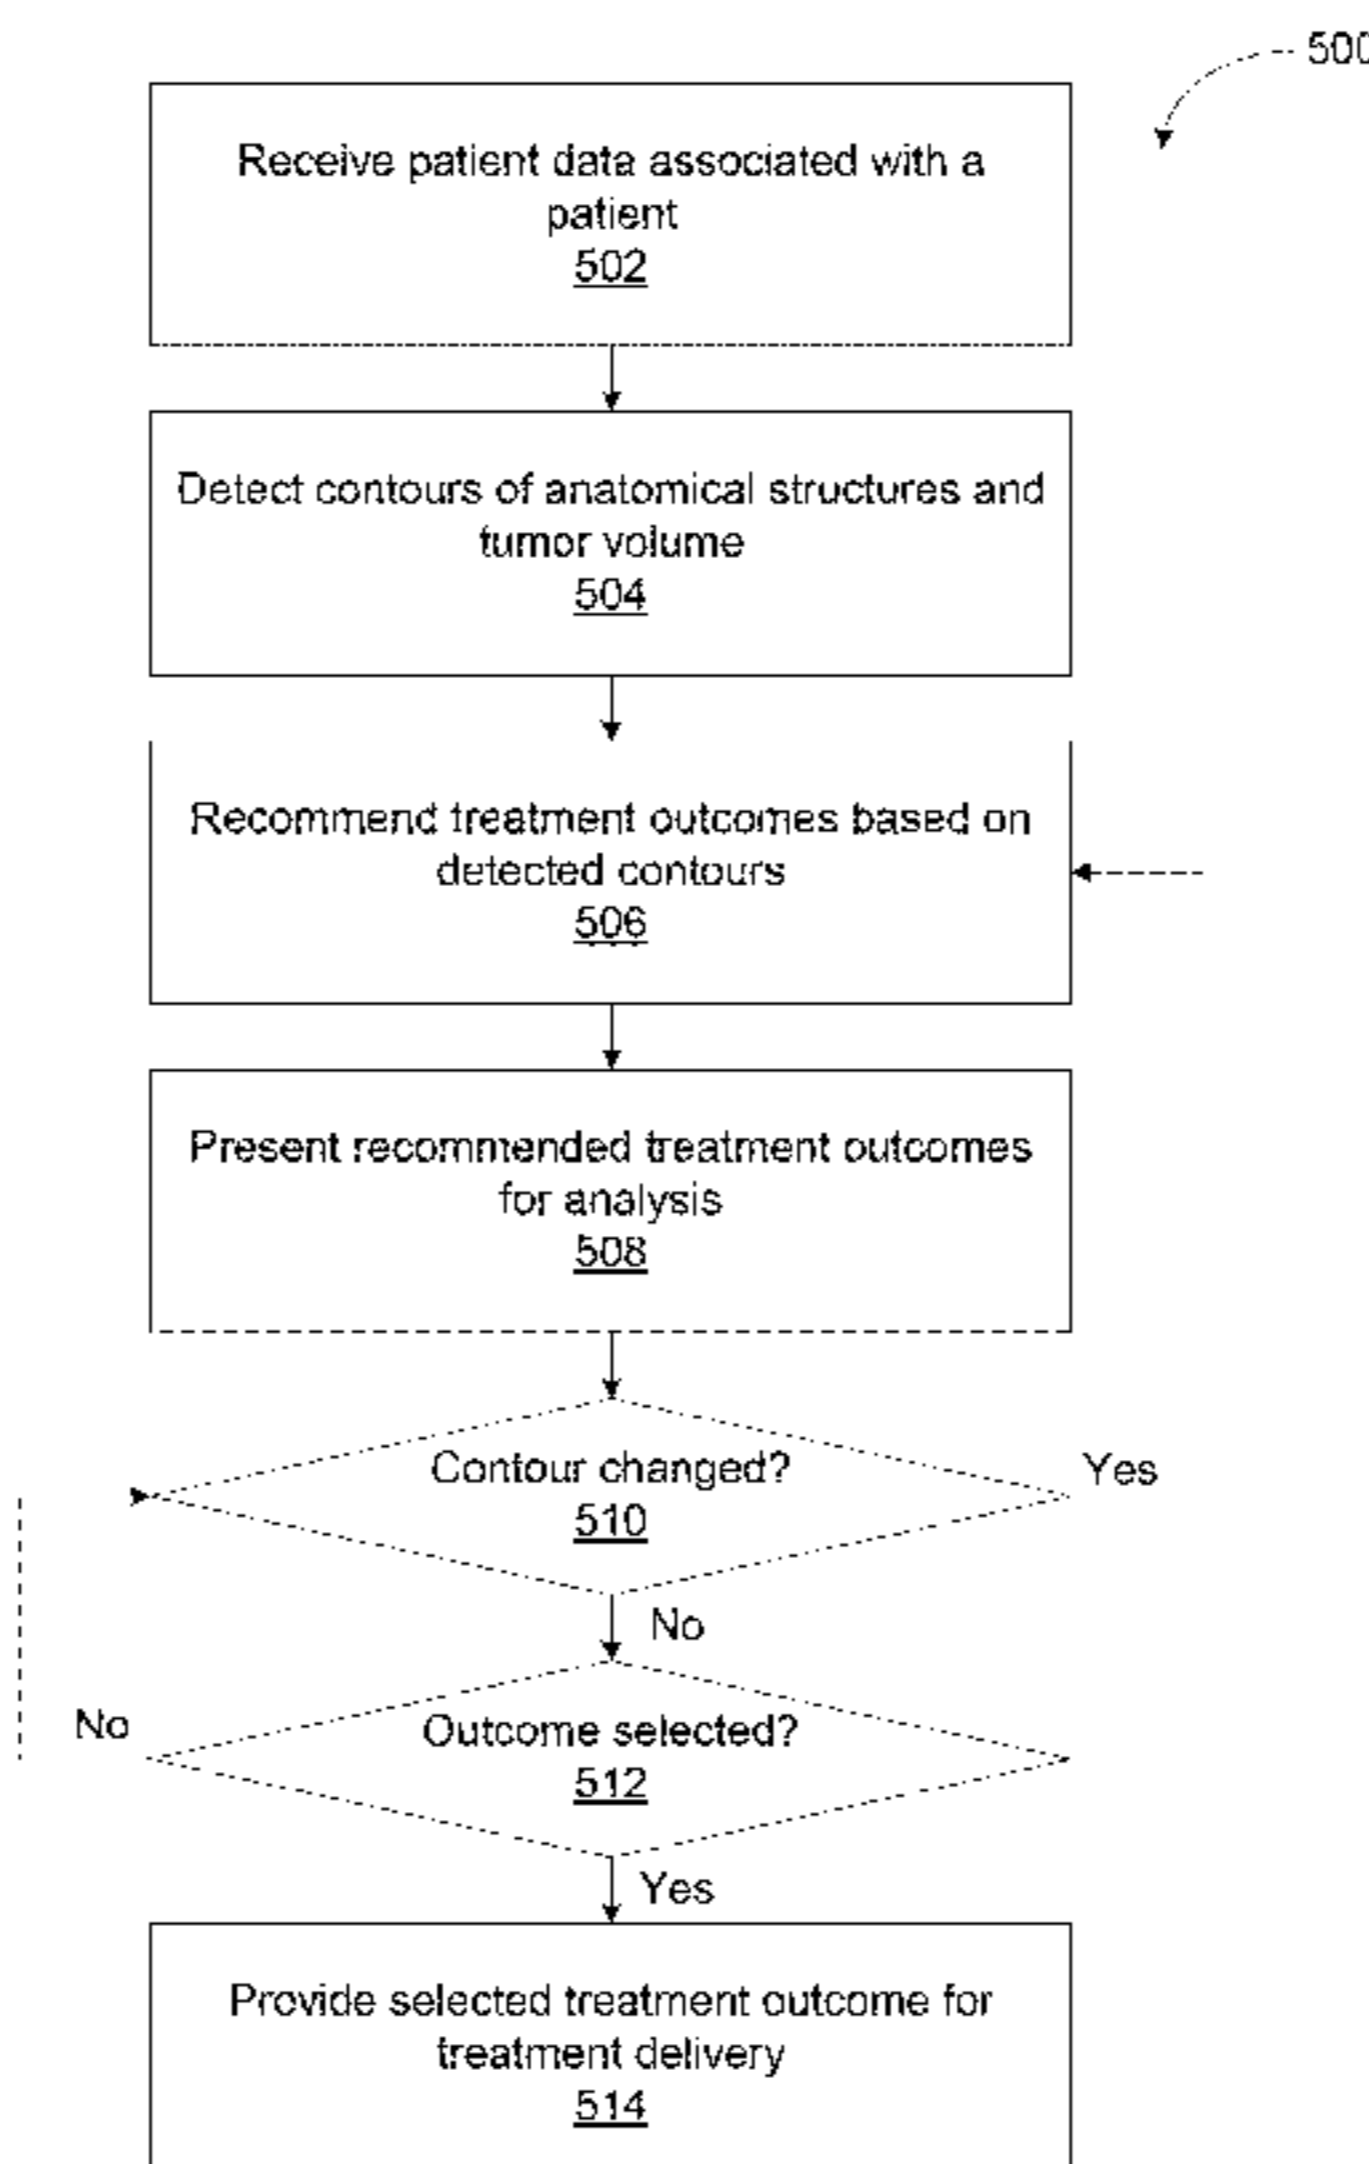 500
Receive patient data associated with a
patient
502
Detect contours of anatomical structures and
tumor volume
504
Recommend treatment outcomes based on
detected contours
506
Present recommended treatment outcomes
for analysis
508
Contour changed?
Yes
510
No
Outcome selected?
No
512
Yes
Provide selected treatment outcome for
treatment delivery
514